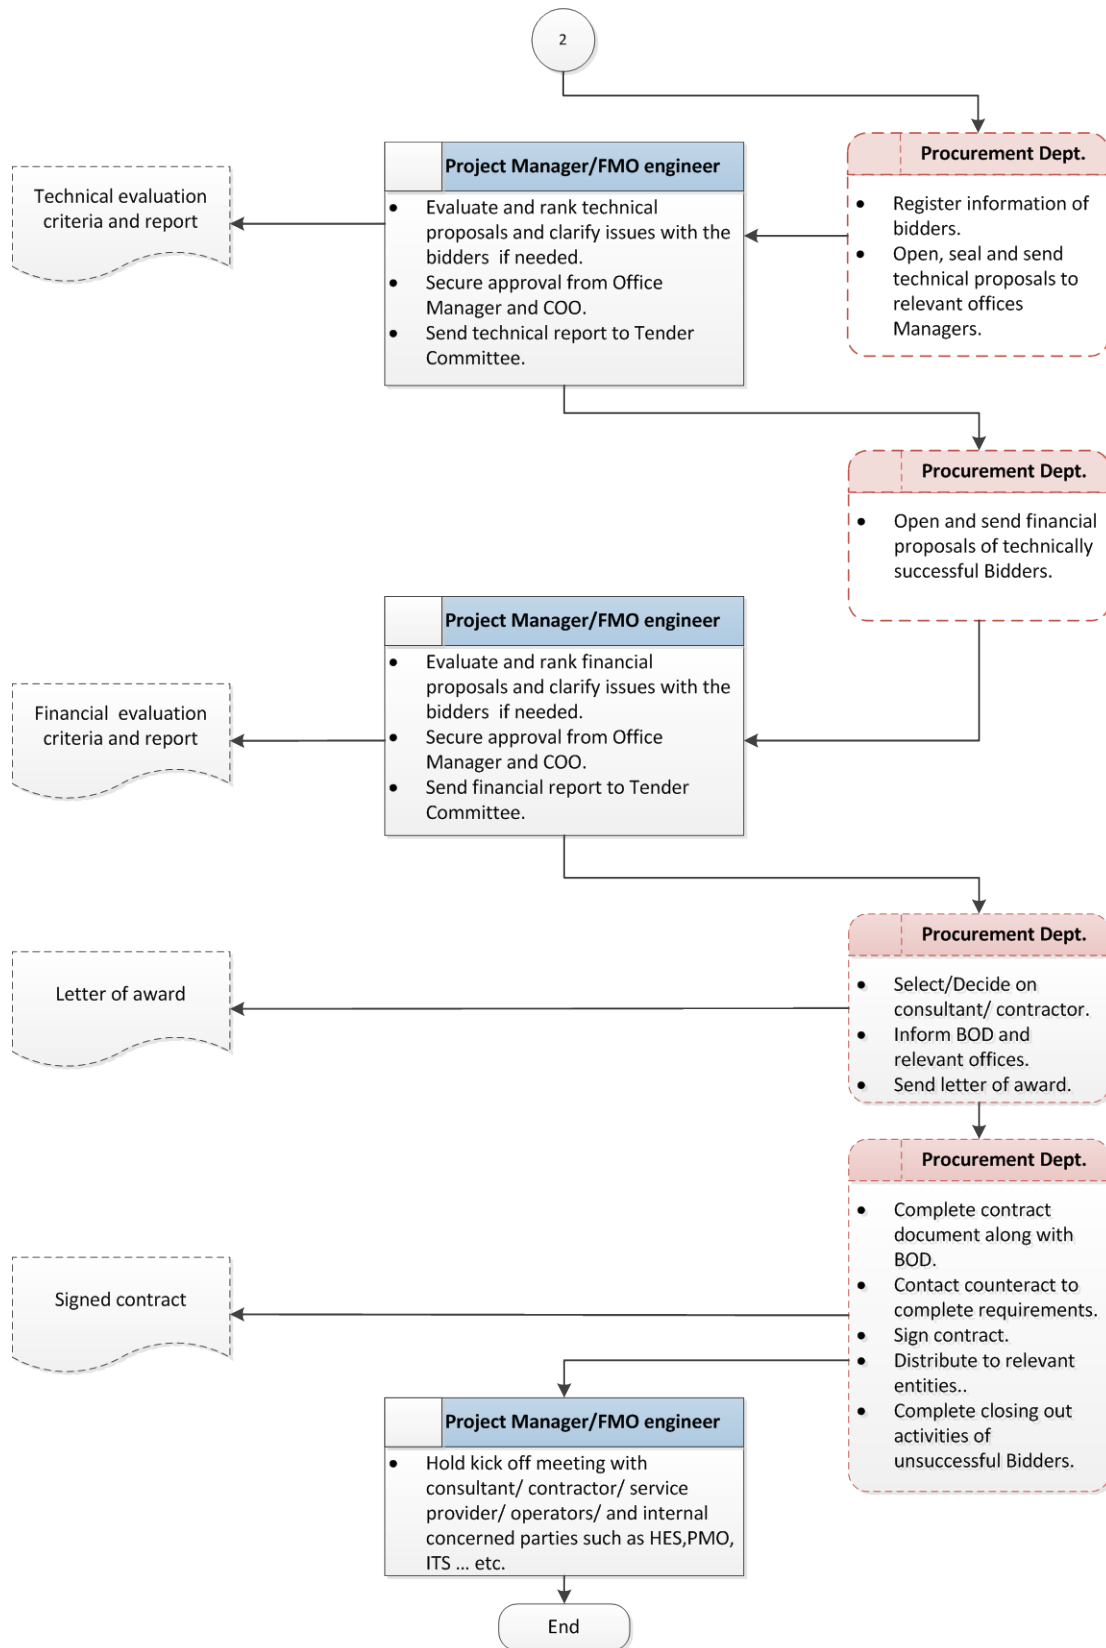 2
Procurement Dept.
• Register information of
bidders.
• Open, seal and send
technical proposals to
relevant offices
Managers.
Project Manager/FMO engineer
• Evaluate and rank technical
proposals and clarify issues with the
bidders  if needed.
• Secure approval from Office
Manager and COO.
• Send technical report to Tender
Committee.
Technical evaluation
criteria and report
Procurement Dept.
• Open and send financial
proposals of technically
successful Bidders.
Project Manager/FMO engineer
• Evaluate and rank financial
proposals and clarify issues with the
bidders  if needed.
• Secure approval from Office
Manager and COO.
• Send financial report to Tender
Committee.
Financial  evaluation
criteria and report
Procurement Dept.
• Select/Decide on
consultant/ contractor.
• Inform BOD and
relevant offices.
• Send letter of award.
Letter of award
Procurement Dept.
• Complete contract
document along with
BOD.
• Contact counteract to
complete requirements.
• Sign contract.
• Distribute to relevant
entities..
• Complete closing out
activities of
unsuccessful Bidders.
Signed contract
Project Manager/FMO engineer
• Hold kick off meeting with
consultant/ contractor/ service
provider/ operators/ and internal
concerned parties such as HES,PMO,
ITS ... etc.
End